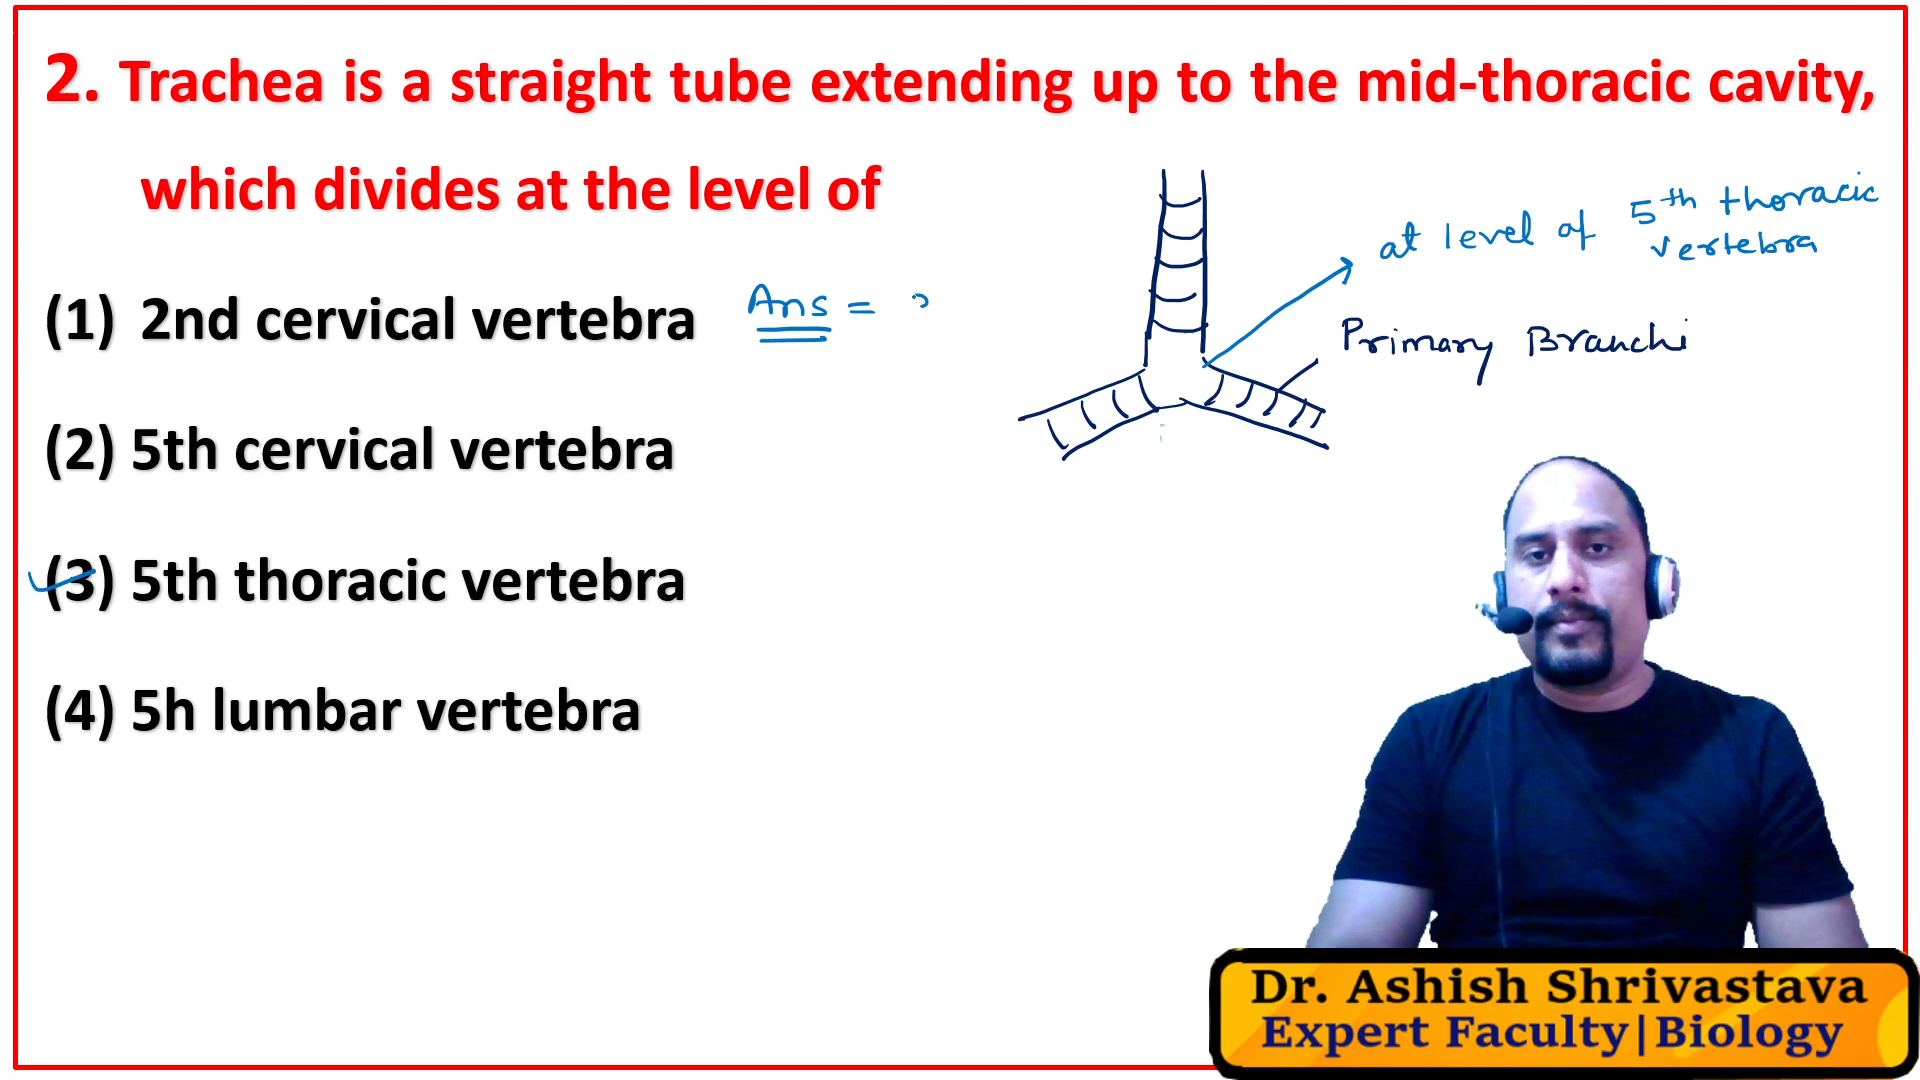 2. Trachea is a straight tube extending up to the mid-thoracic cavity,
which divides at the level of
(1) 2nd cervical vertebra
(2) 5th cervical vertebra
(3) 5th thoracic vertebra
(4) 5h lumbar vertebra
Ans =
at level of 5th thoracic
vertebra
Primary Branchi
Dr. Ashish Shrivastava
Expert Faculty|Biology